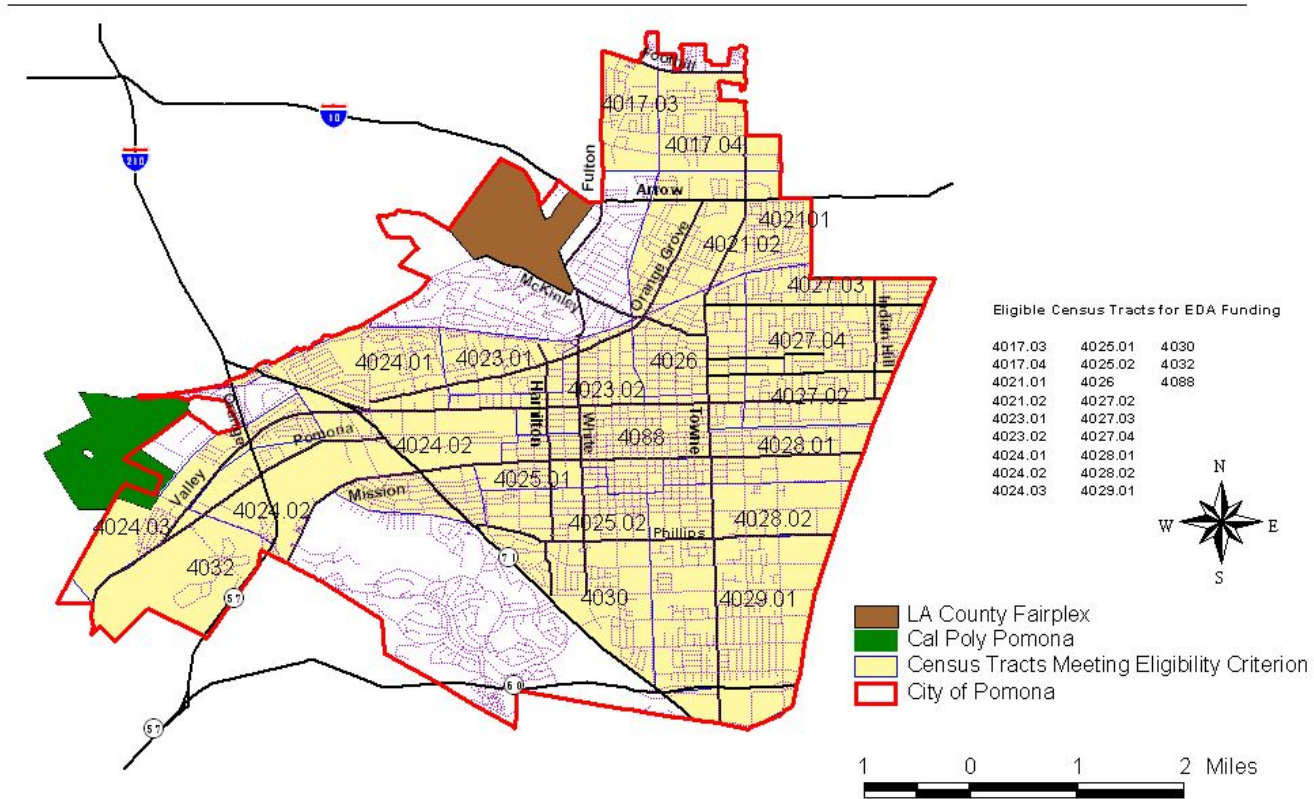 Foothill
4017.03
10
4017.04
210
Fulton
Arrow
402101
4021.02
Orange Grove
McKinley
4027.03
Indian Hill
4027.04
4026
4024.01
4023.01
4023.02
4027.02
Hamilton
White
Towne
Orange
Pomona
4024.02
4088
4028.01
Valley
Mission
4025.01
4024.03
4024.02
4025.02
4028.02
Phillips
4032
71
57
4030
4029.01
60
57
Eligible Census Tracts for EDA Funding
4017.03 4025.01 4030
4017.04 4025.02 4032
4021.01 4026 4088
4021.02 4027.02
4023.01 4027.03
4023.02 4027.04
4024.01 4028.01
4024.02 4028.02
4024.03 4029.01
N
W E
S
LA County Fairplex
Cal Poly Pomona
Census Tracts Meeting Eligibility Criterion
City of Pomona
1 0 1 2 Miles